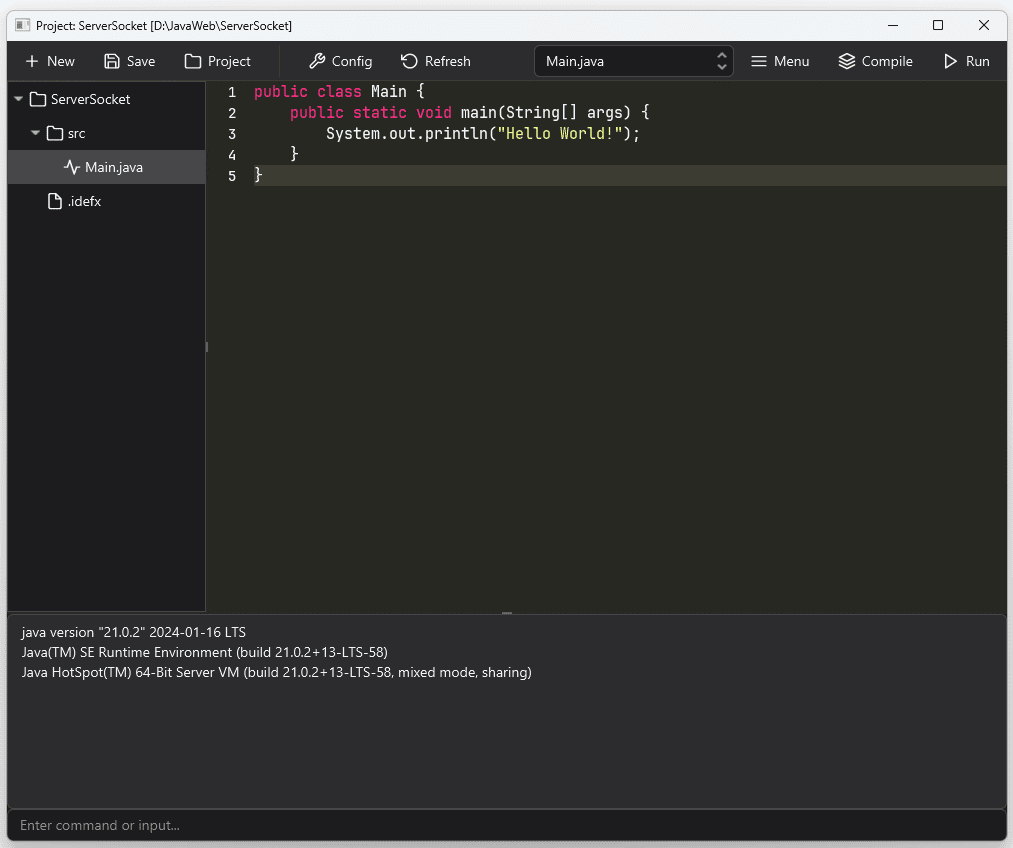 Project: ServerSocket [D:\JavaWeb\ServerSocket]
New Save Project Config Refresh Main.java Menu Compile Run
ServerSocket
src
Main.java
.idefx
1 public class Main {
2     public static void main(String[] args) {
3         System.out.println("Hello World!");
4     }
5 }
java version "21.0.2" 2024-01-16 LTS
Java(TM) SE Runtime Environment (build 21.0.2+13-LTS-58)
Java HotSpot(TM) 64-Bit Server VM (build 21.0.2+13-LTS-58, mixed mode, sharing)
Enter command or input...